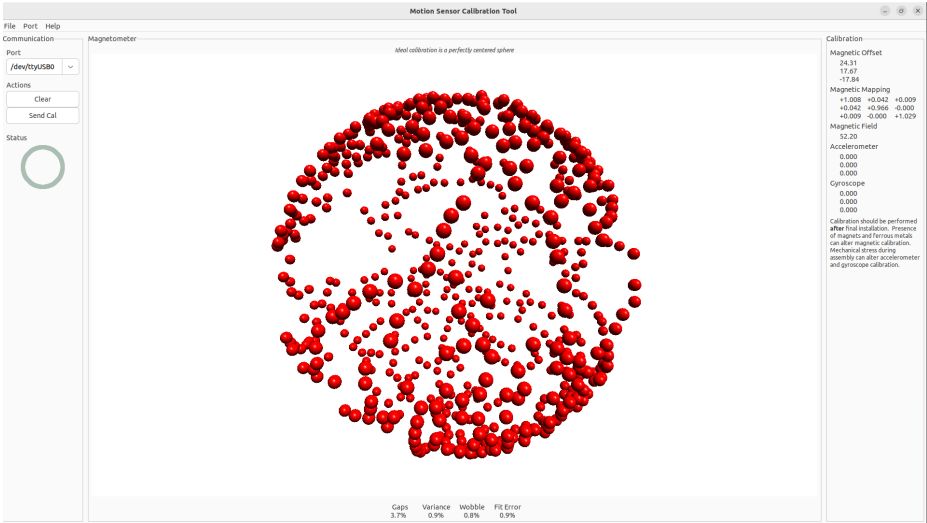 Motion Sensor Calibration Tool
File Port Help
Communication
Port
/dev/ttyUSB0
Actions
Clear
Send Cal
Status
Magnetometer
Ideal calibration is a perfectly centered sphere
Gaps Variance Wobble Fit Error
3.7% 0.9% 0.8% 0.9%
Calibration
Magnetic Offset
24.31
17.67
-17.84
Magnetic Mapping
+1.008 +0.042 +0.009
+0.042 +0.966 -0.000
+0.009 -0.000 +1.029
Magnetic Field
52.20
Accelerometer
0.000
0.000
0.000
Gyroscope
0.000
0.000
0.000
Calibration should be performed
after final installation. Presence
of magnets and ferrous metals
can alter magnetic calibration.
Mechanical stress during
assembly can alter accelerometer
and gyroscope calibration.